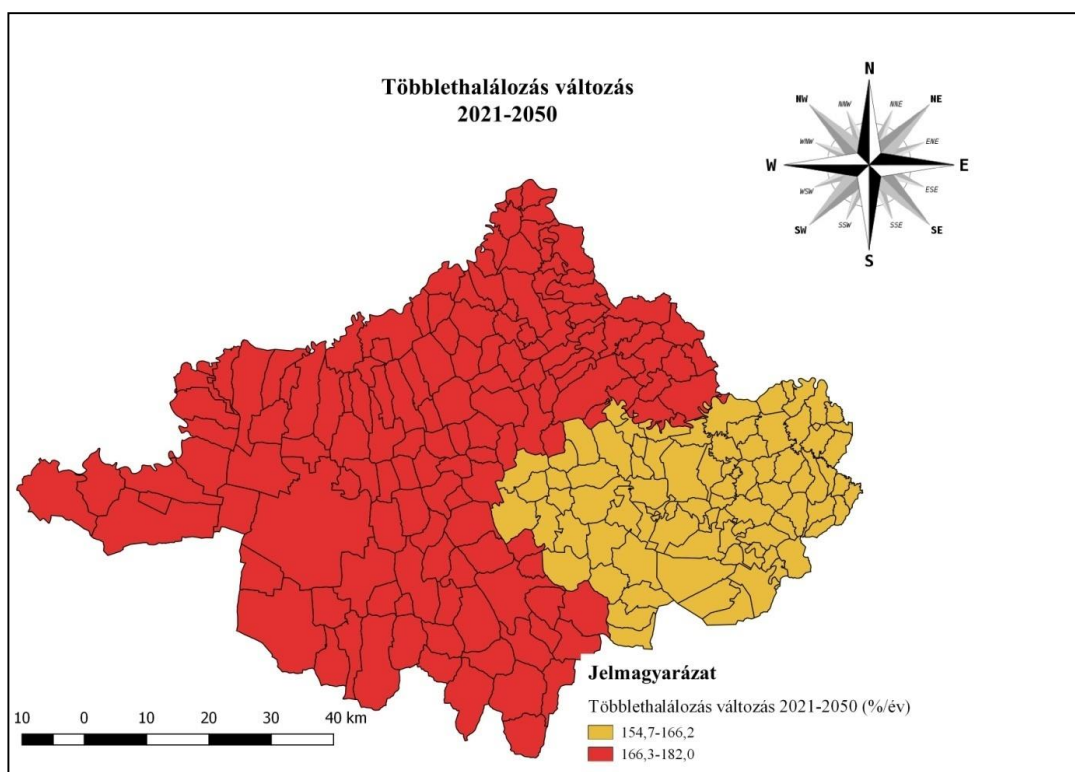 Többlethalálozás változás
2021-2050
N
NNW
NNE
NW
NE
WNW
ENE
W
E
WSW
ESE
SW
SE
SSW
SSE
S
Jelmagyarázat
Többlethalálozás változás 2021-2050 (%/év)
154,7-166,2
166,3-182,0
10 0 10 20 30 40 km